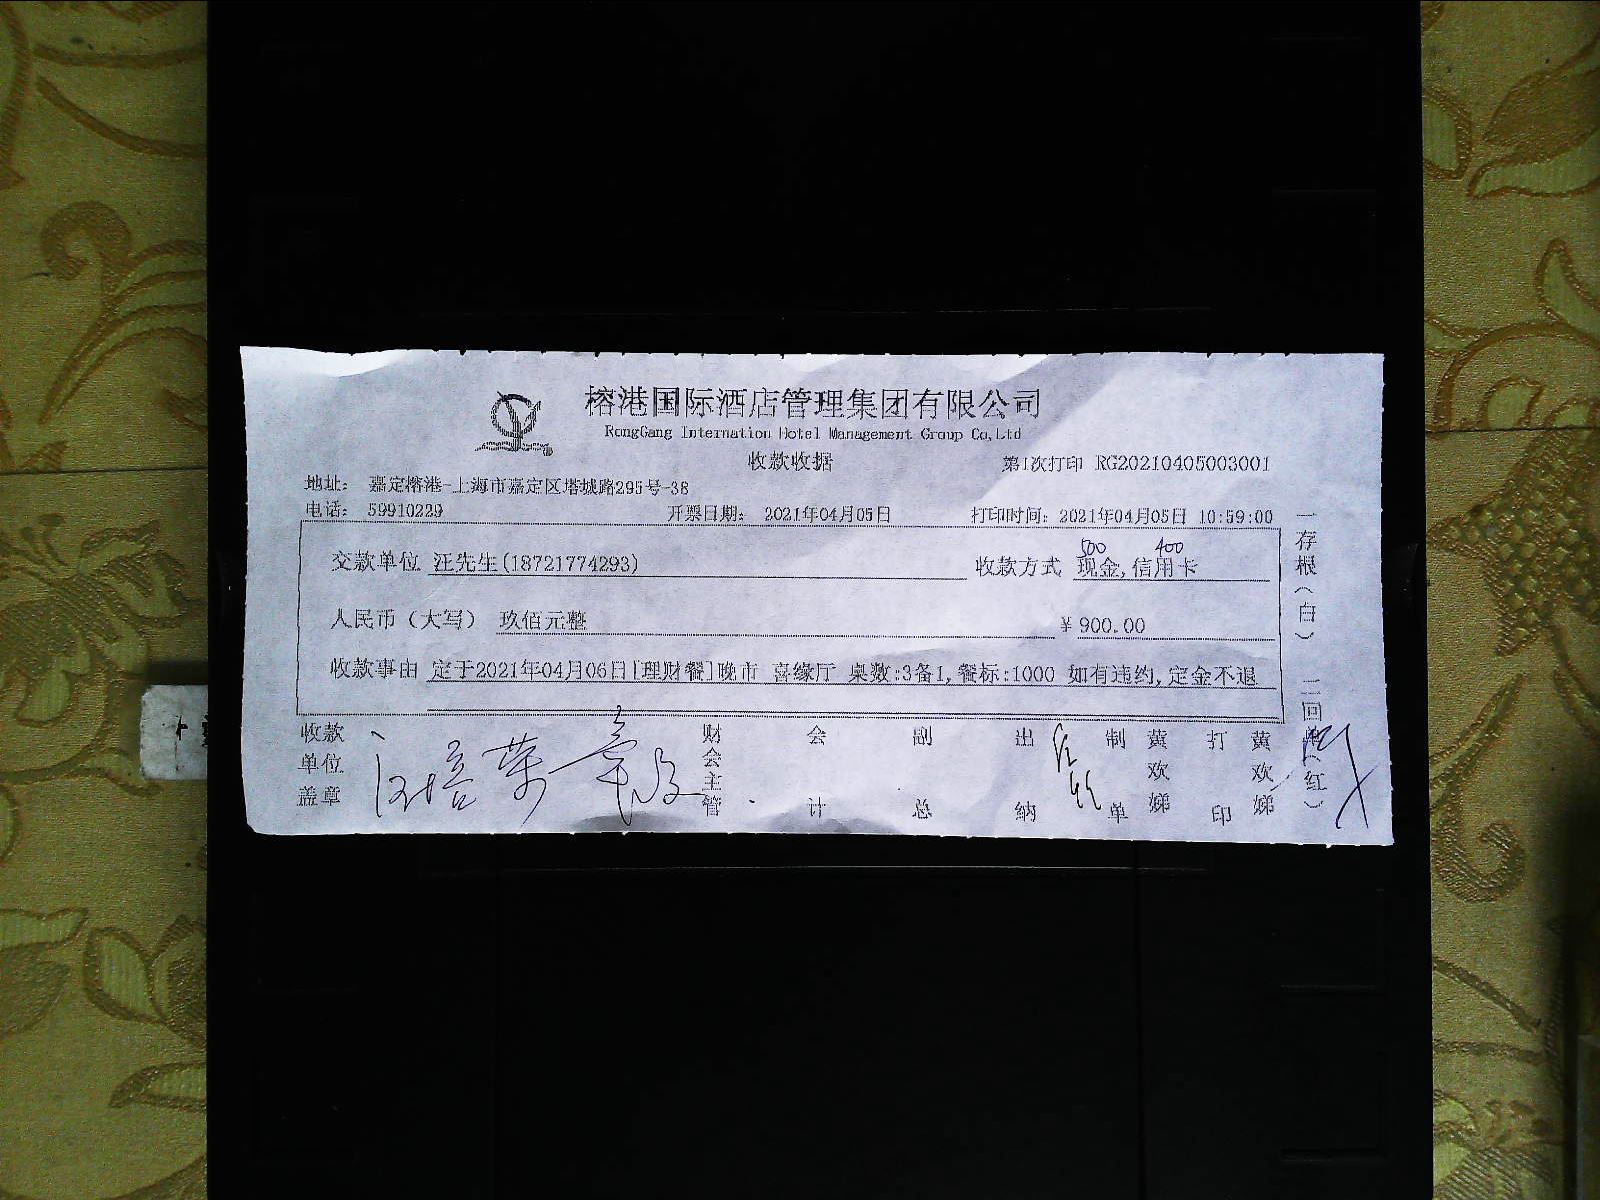 榕港国际酒店管理集团有限公司
RongGang Internation Hotel Management Group Co,Ltd
收款收据
第1次打印 RG20210405003001
地址： 嘉定榕港-上海市嘉定区塔城路295号-38
电话： 59910229 开票日期： 2021年04月05日 打印时间：2021年04月05日 10:59:00
500 400
交款单位 汪先生(18721774293) 收款方式 现金,信用卡
人民币（大写） 玖佰元整 ￥900.00
收款事由 定于2021年04月06日[理财餐]晚市 喜缘厅 桌数:3备1,餐标:1000 如有违约,定金不退
收款单位盖章 财会主管 会计 副总 出纳 制单 黄欢娣 打印 黄欢娣
一存根（白） 二回单（红）